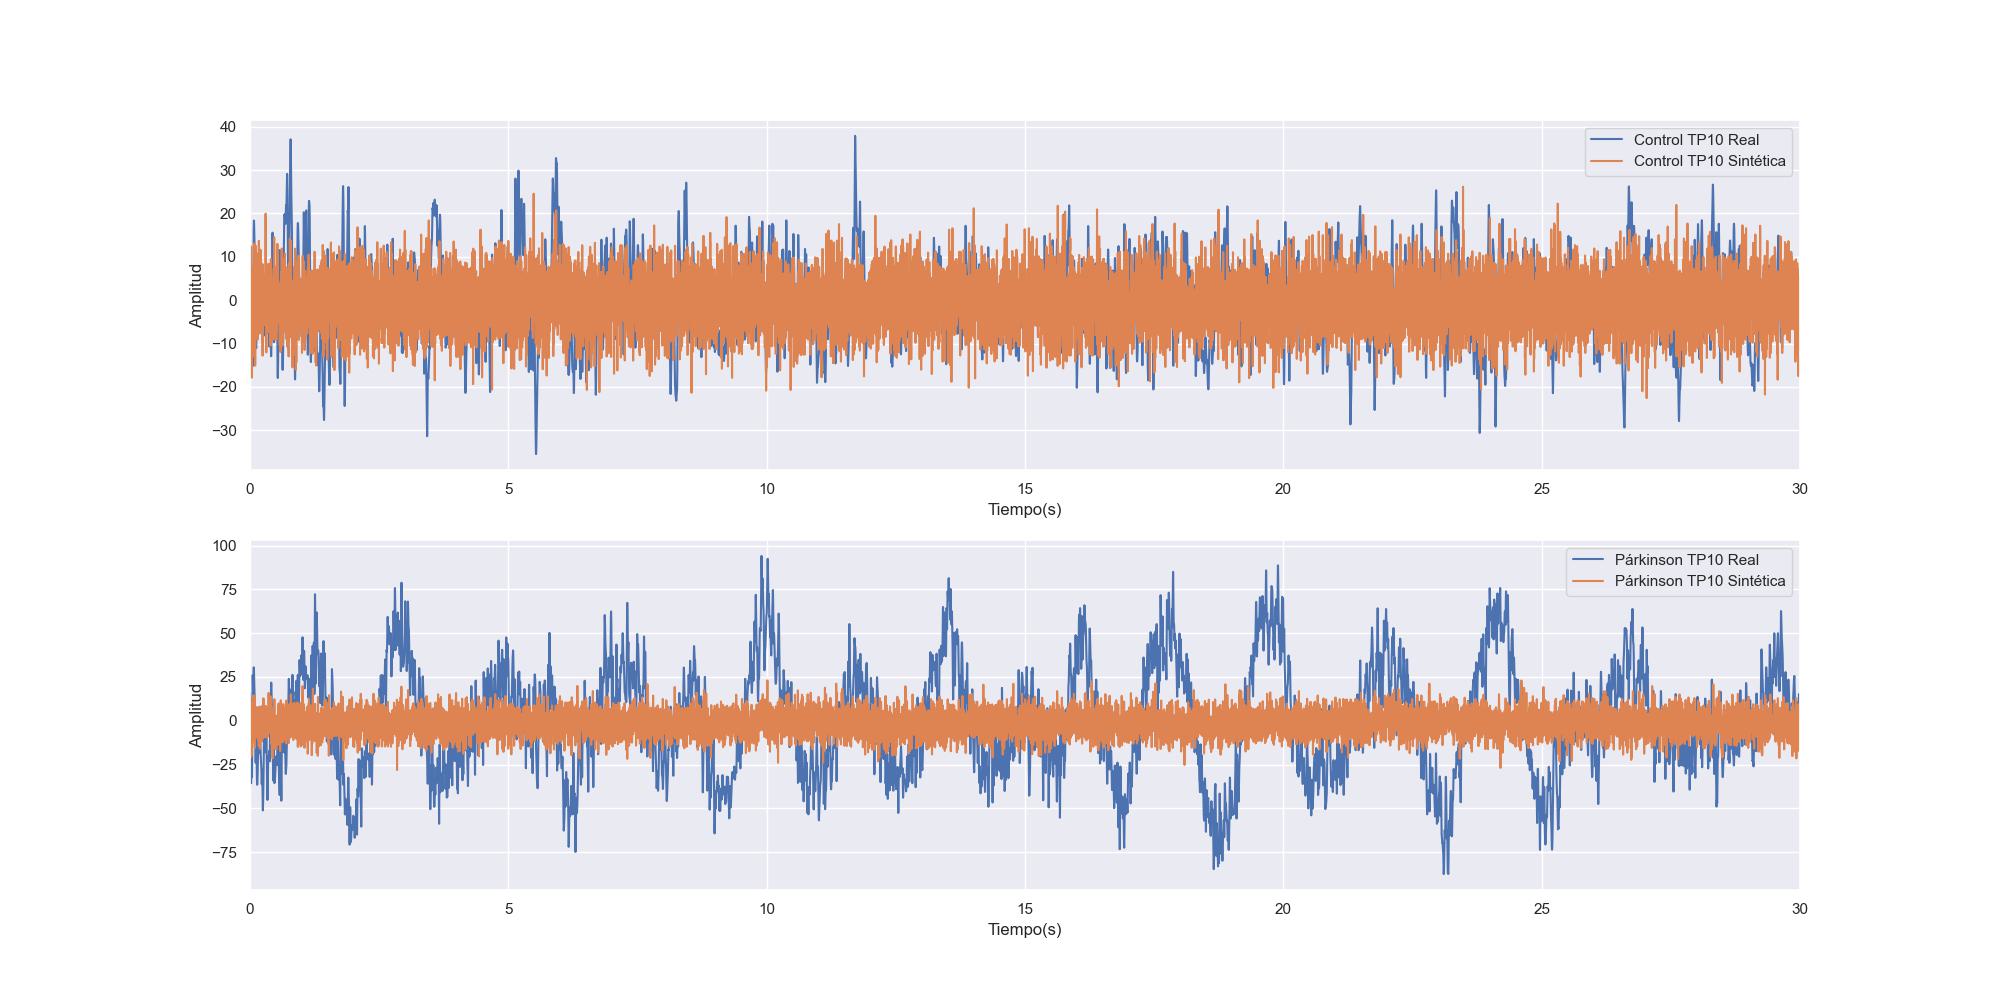 40
30
20
10
0
−10
−20
−30
Amplitud
Control TP10 Real
Control TP10 Sintética
0 5 10 15 20 25 30
Tiempo(s)
100
75
50
25
0
−25
−50
−75
Amplitud
Párkinson TP10 Real
Párkinson TP10 Sintética
0 5 10 15 20 25 30
Tiempo(s)